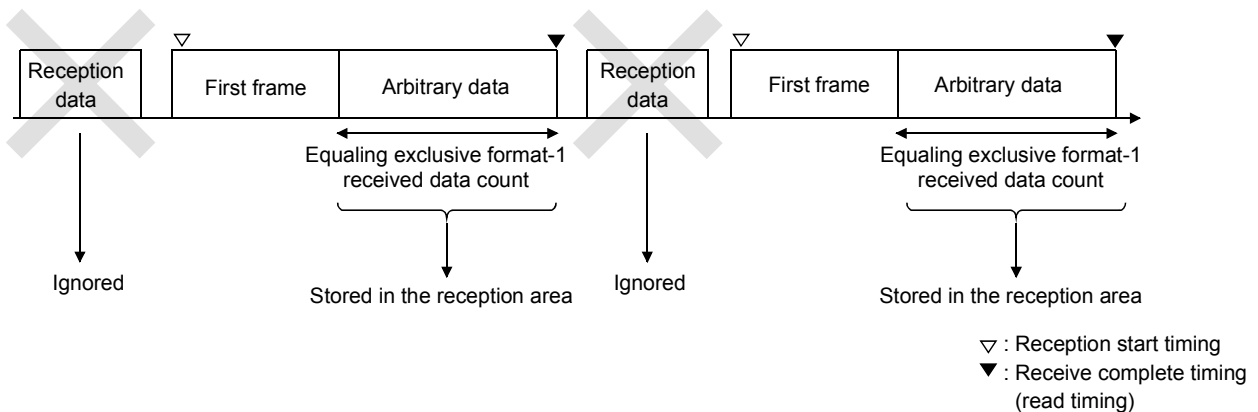 Reception
data
First frame
Arbitrary data
Reception
data
First frame
Arbitrary data
Equaling exclusive format-1
received data count
Equaling exclusive format-1
received data count
Ignored
Stored in the reception area
Ignored
Stored in the reception area
▽ : Reception start timing
▼ : Receive complete timing
(read timing)